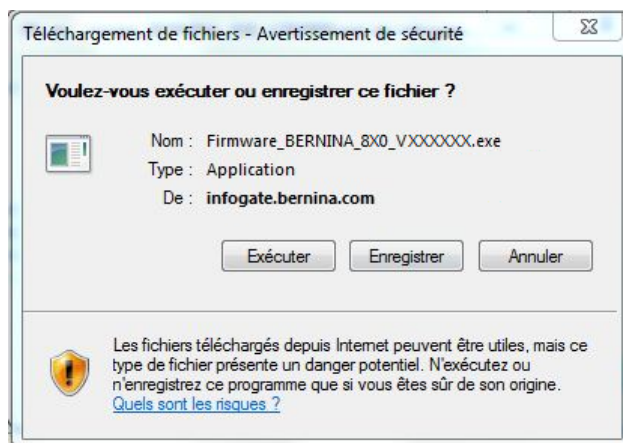 Téléchargement de fichiers - Avertissement de sécurité
Voulez-vous exécuter ou enregistrer ce fichier ?
Nom : Firmware_BERNINA_8X0_VXXXXXX.exe
Type : Application
De : infogate.bernina.com
Exécuter Enregistrer Annuler
Les fichiers téléchargés depuis Internet peuvent être utiles, mais ce
type de fichier présente un danger potentiel. N'exécutez ou
n'enregistrez ce programme que si vous êtes sûr de son origine.
Quels sont les risques ?